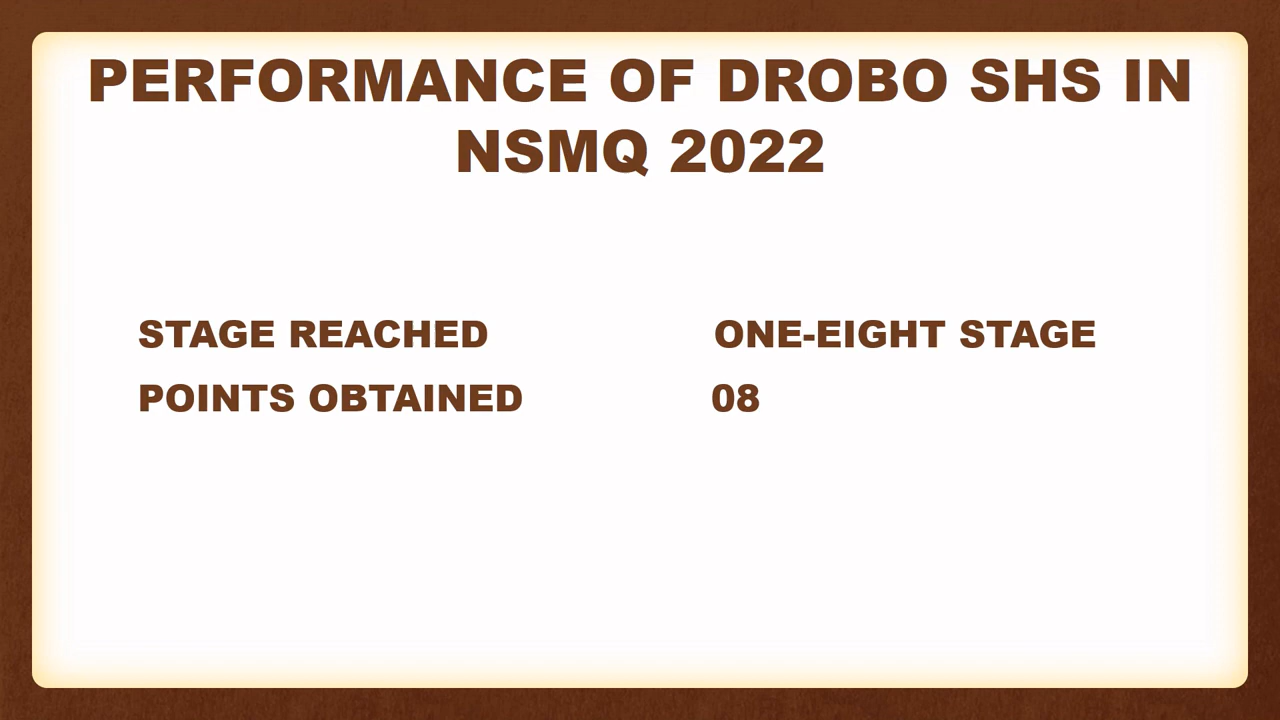 PERFORMANCE OF DROBO SHS IN
NSMQ 2022
STAGE REACHED ONE-EIGHT STAGE
POINTS OBTAINED 08